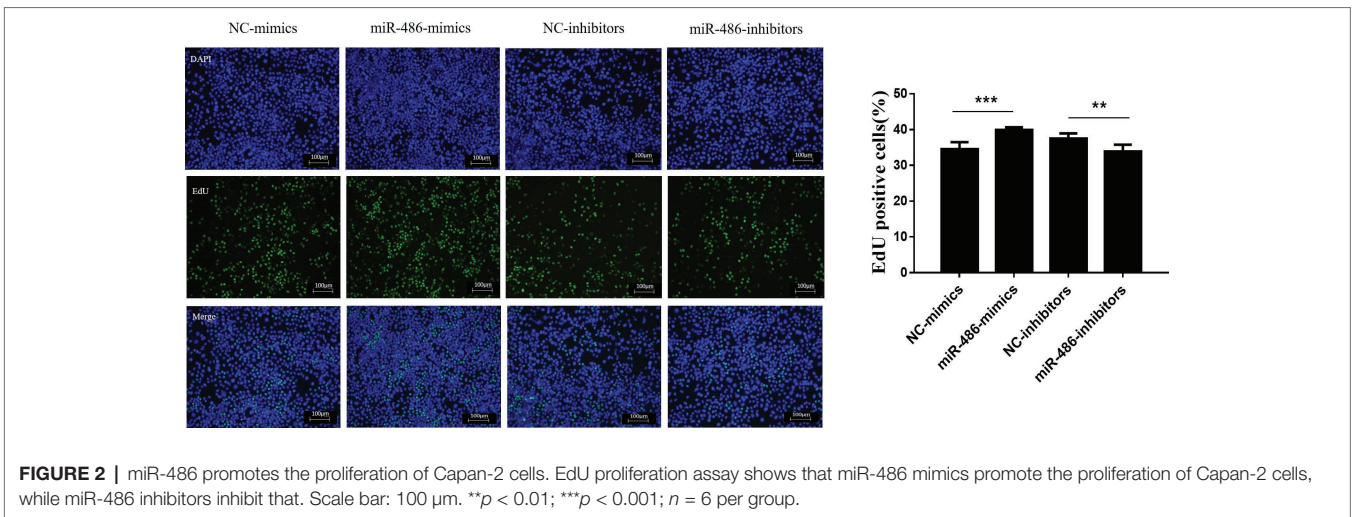 NC-mimics miR-486-mimics NC-inhibitors miR-486-inhibitors
DAPI
100μm 100μm 100μm 100μm
EdU
100μm 100μm 100μm 100μm
Merge
100μm 100μm 100μm 100μm
EdU positive cells(%)
50
40
30
20
10
0
*** **
NC-mimics
miR-486-mimics
NC-inhibitors
miR-486-inhibitors
FIGURE 2 | miR-486 promotes the proliferation of Capan-2 cells. EdU proliferation assay shows that miR-486 mimics promote the proliferation of Capan-2 cells,
while miR-486 inhibitors inhibit that. Scale bar: 100 μm. **p < 0.01; ***p < 0.001; n = 6 per group.